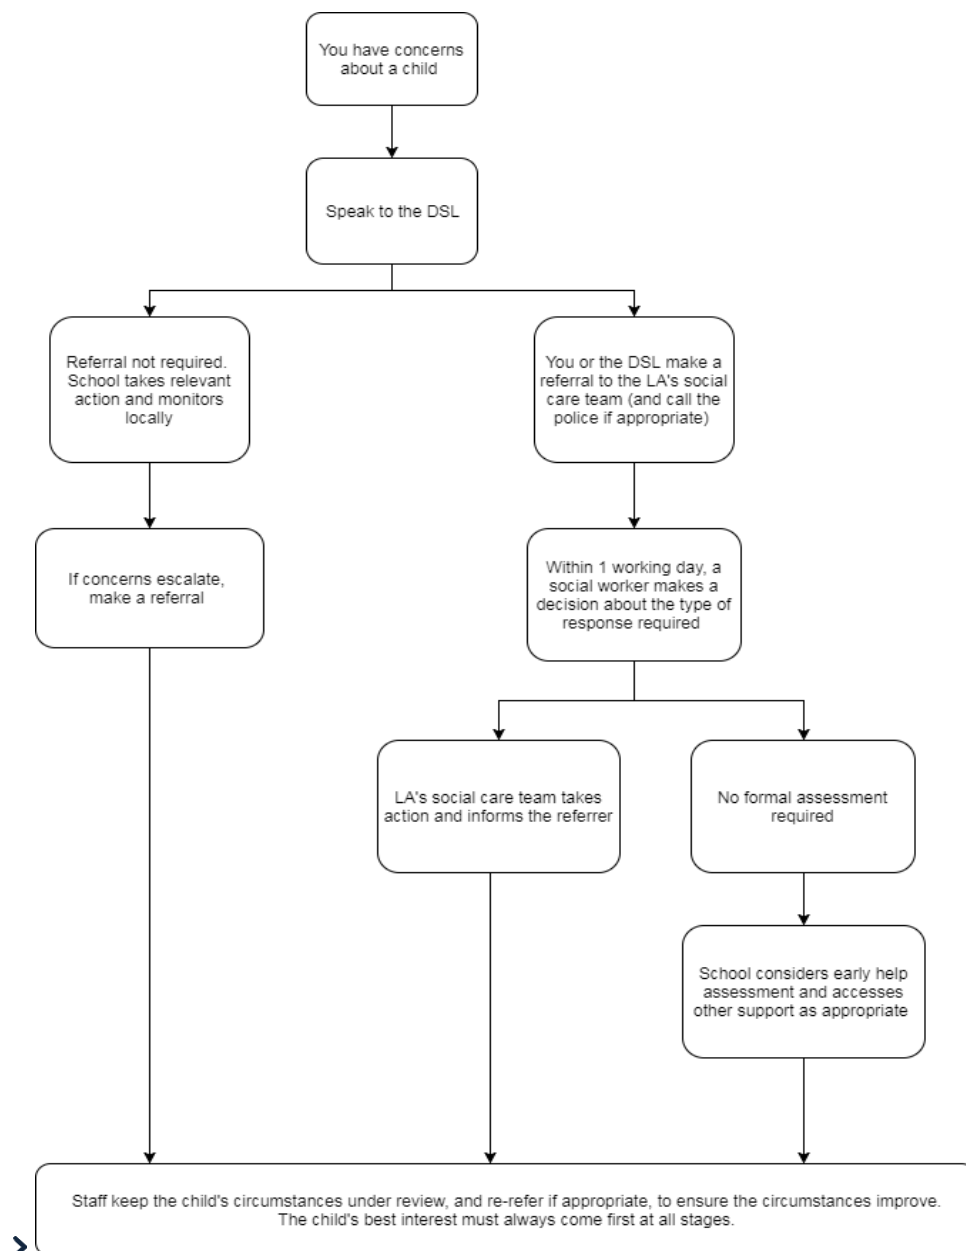 You have concerns
about a child
Speak to the DSL
Referral not required.
School takes relevant
action and monitors
locally
You or the DSL make a
referral to the LA's social
care team (and call the
police if appropriate)
If concerns escalate,
make a referral
Within 1 working day, a
social worker makes a
decision about the type of
response required
LA's social care team takes
action and informs the referrer
No formal assessment
required
School considers early help
assessment and accesses
other support as appropriate
Staff keep the child's circumstances under review, and re-refer if appropriate, to ensure the circumstances improve.
The child's best interest must always come first at all stages.